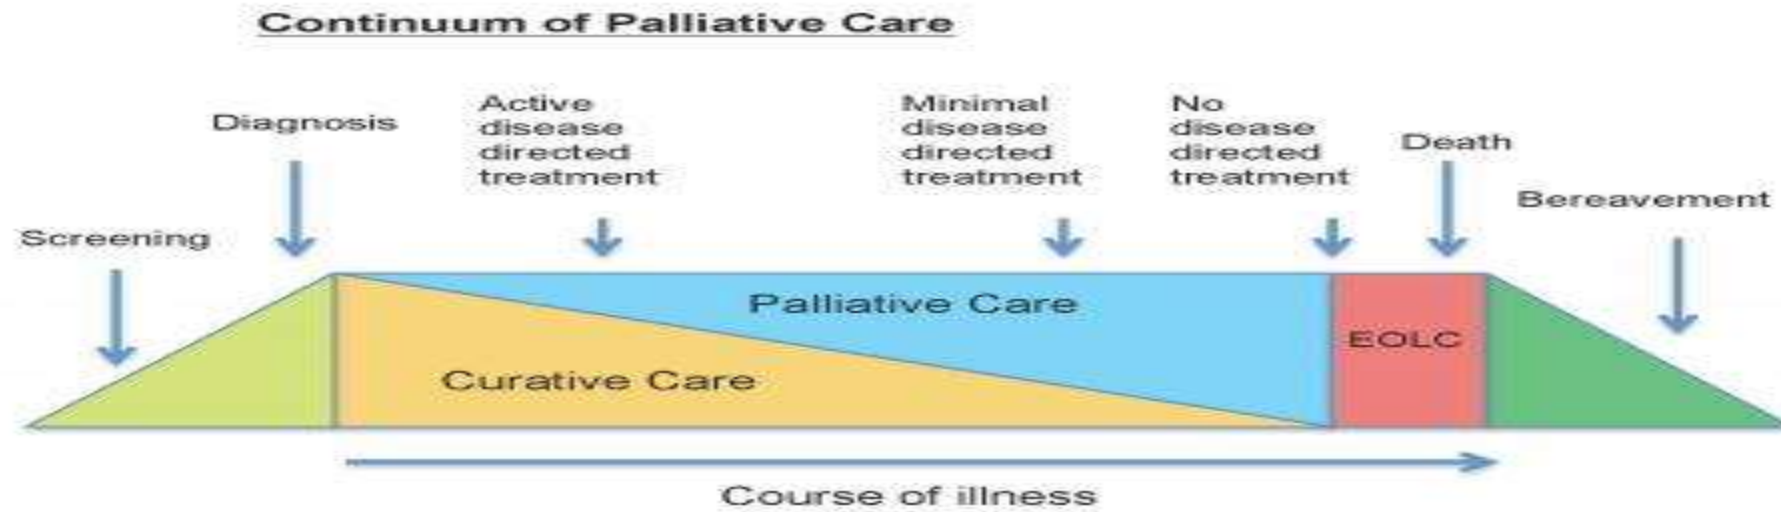 Continuum of Palliative Care
Screening
Diagnosis
Active
disease
directed
treatment
Minimal
disease
directed
treatment
No
disease
directed
treatment
Death
Bereavement
Palliative Care
Curative Care
EOLC
Course of illness